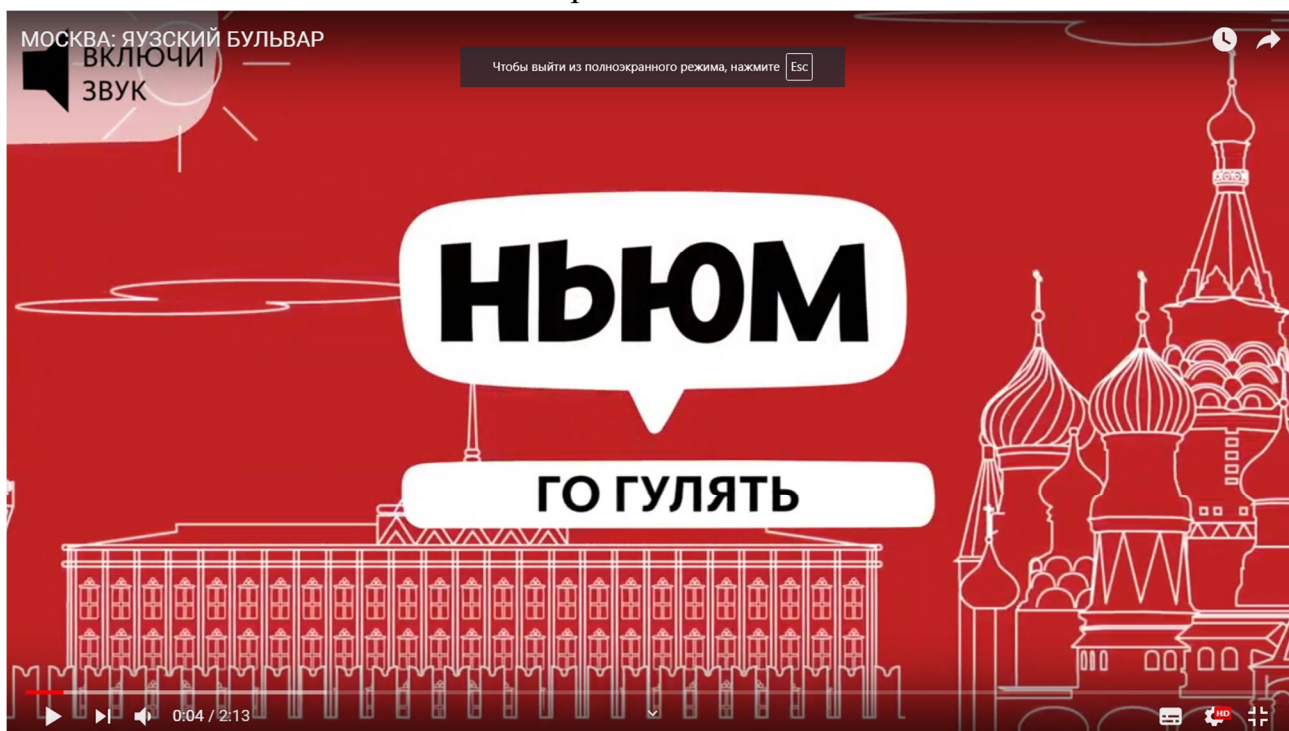 МОСКВА: ЯУЗСКИЙ БУЛЬВАР
ВКЛЮЧИ
ЗВУК
Чтобы выйти из полноэкранного режима, нажмите Esc
НЬЮМ
ГО ГУЛЯТЬ
0:04 / 2:13
HD